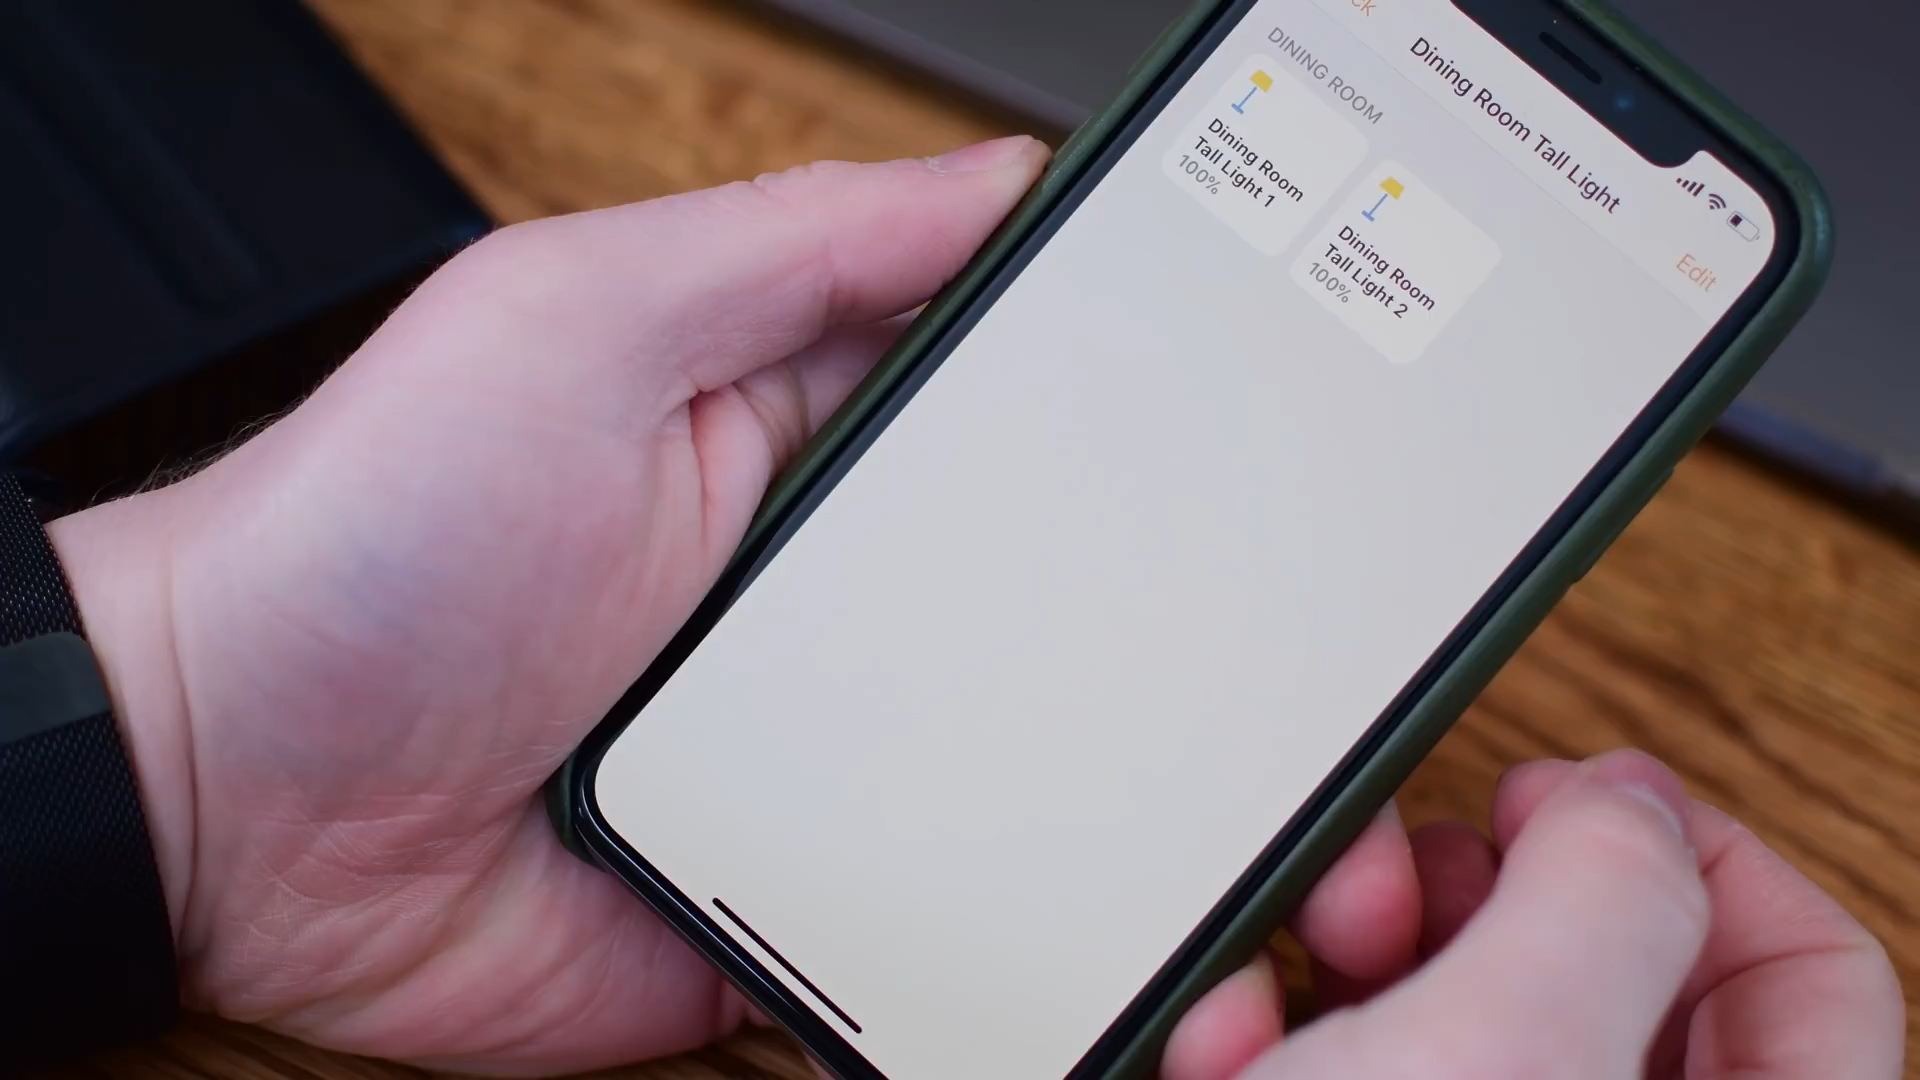 Dining Room Tall Light
Edit
DINING ROOM
Dining Room
Tall Light 1
100%
Dining Room
Tall Light 2
100%